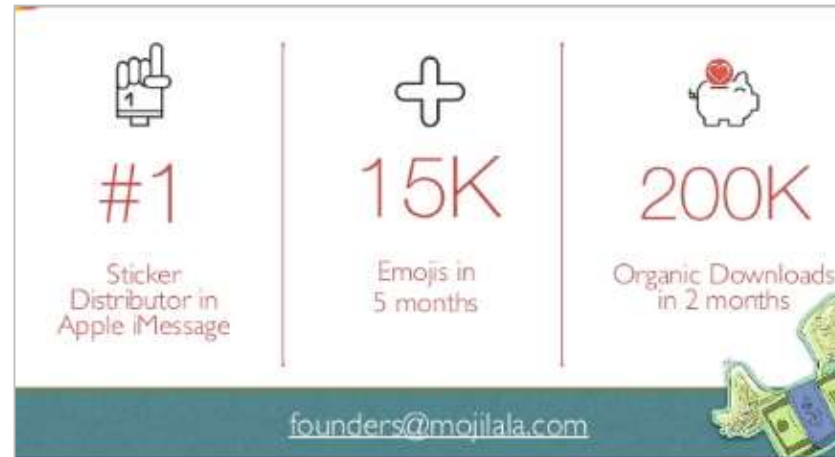 1
#1
Sticker
Distributor in
Apple iMessage
15K
Emojis in
5 months
200K
Organic Downloads
in 2 months
founders@mojilala.com